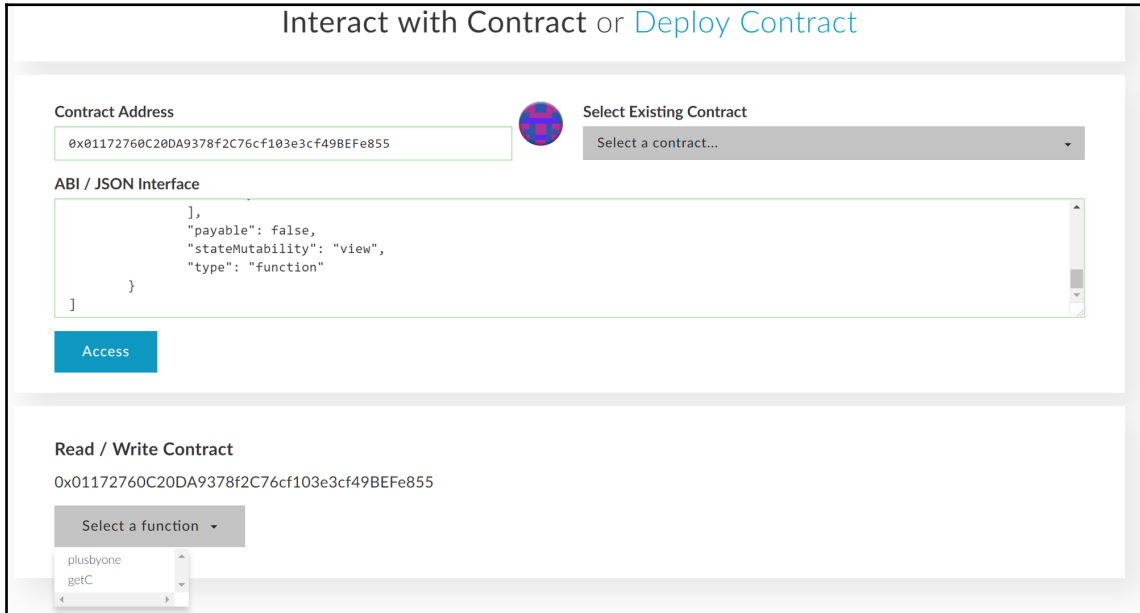 Interact with Contract or Deploy Contract
Contract Address
Select Existing Contract
0x01172760C20DA9378f2C76cf103e3cf49BEFe855
Select a contract...
ABI / JSON Interface
],
"payable": false,
"stateMutability": "view",
"type": "function"
}
]
Access
Read / Write Contract
0x01172760C20DA9378f2C76cf103e3cf49BEFe855
Select a function
plusbyone
getC